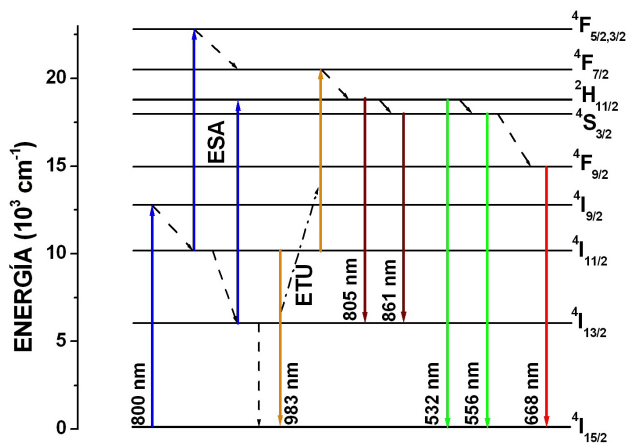 ENERGÍA (10³ cm⁻¹)
20
15
10
5
0
⁴F₅/₂,₃/₂
⁴F₇/₂
²H₁₁/₂
⁴S₃/₂
⁴F₉/₂
⁴I₉/₂
⁴I₁₁/₂
⁴I₁₃/₂
⁴I₁₅/₂
ESA
ETU
800 nm
983 nm
805 nm
861 nm
532 nm
556 nm
668 nm